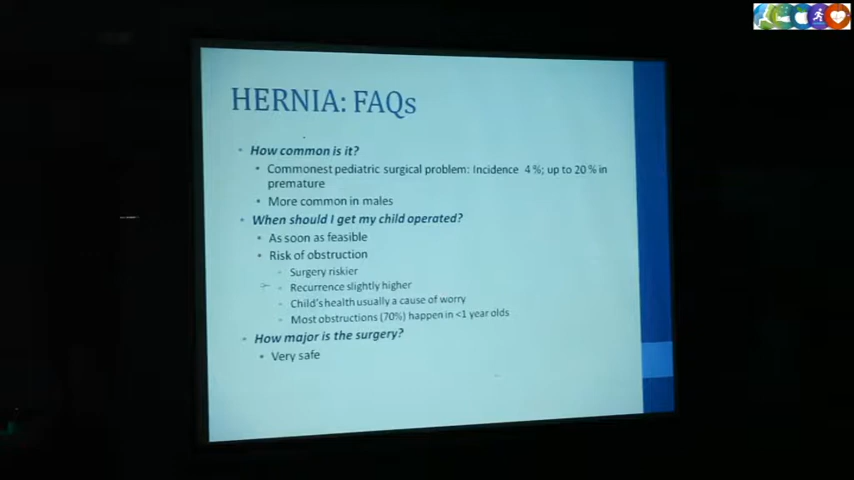 HERNIA: FAQs
• How common is it?
• Commonest pediatric surgical problem: Incidence 4%; up to 20% in
premature
• More common in males
• When should I get my child operated?
• As soon as feasible
• Risk of obstruction
• Surgery riskier
• Recurrence slightly higher
• Child's health usually a cause of worry
• Most obstructions (70%) happen in <1 year olds
• How major is the surgery?
• Very safe